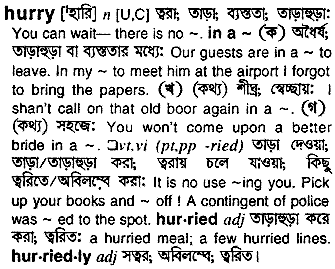 hurry ['হারি] n [U,C] ত্বরা; তাড়া; ব্যস্ততা; তাড়াহুড়া:
You can wait— there is no ~. in a ~ (ক) অধৈর্য;
তাড়াহুড়া বা ব্যস্ততার মধ্যে: Our guests are in a ~ to
leave. In my ~ to meet him at the airport i forgot
to bring the papers. (খ) (কথ্য) শীঘ্র; স্বেচ্ছায়: I
shan't call on that old boor again in a ~. (গ)
(কথ্য) সহজে: You won't come upon a better
bride in a ~. ❑vt,vi (pt,pp -ried) তাড়া দেওয়া;
তাড়া/তাড়াহুড়া করা; ত্বরায় চলে যাওয়া; কিছু
ত্বরিতে/অবিলম্বে করা: It is no use ~ing you. Pick
up your books and ~ off ! A contingent of police
was ~ ed to the spot. hur·ried adj তাড়াহুড়া করে
করা; ত্বরিত: a hurried meal; a few hurried lines.
hur·ried·ly adj সত্বর; অবিলম্বে; ত্বরিত।